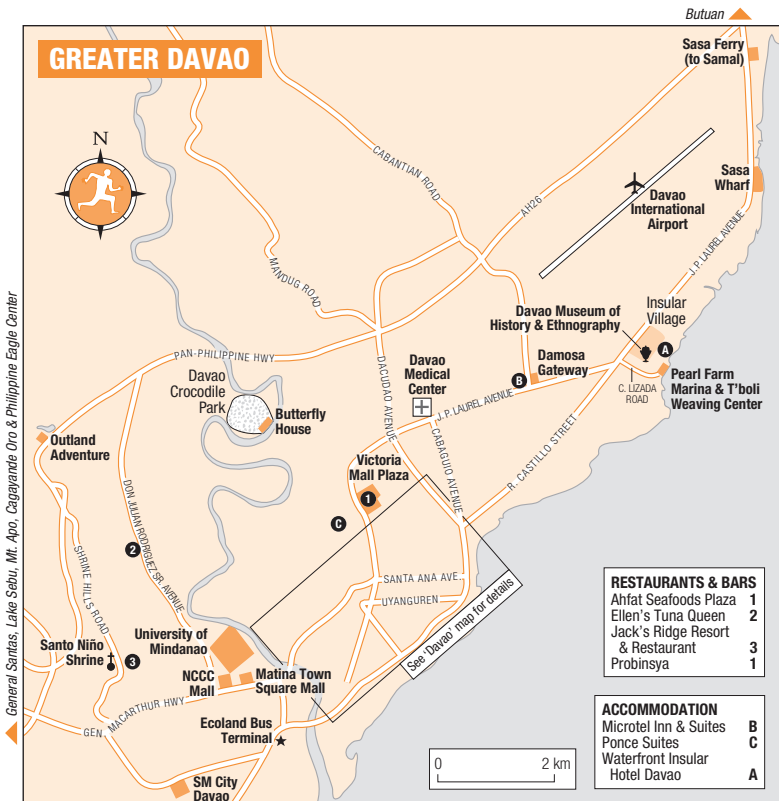 Butuan
GREATER DAVAO
Sasa Ferry
(to Samal)
N
CABANTIAN ROAD
AH26
Sasa
Wharf
Davao
International
Airport
J.P. LAUREL AVENUE
MANDUG ROAD
Insular
Village
Davao Museum of
History & Ethnography
A
PAN-PHILIPPINE HWY
DACUDAO AVENUE
Davao
Medical
Center
Damosa
Gateway
B
C. LIZADA
ROAD
Pearl Farm
Marina & T'boli
Weaving Center
Davao
Crocodile
Park
Butterfly
House
J.P. LAUREL AVENUE
CABAGUIO AVENUE
R. CASTILLO STREET
Outland
Adventure
Victoria
Mall Plaza
1
C
DON JULIAN RODRIGUEZ SR. AVENUE
2
SHRINE HILLS ROAD
SANTA ANA AVE.
UYANGUREN
See 'Davao' map for details
University of
Mindanao
Santo Niño
Shrine
3
NCCC
Mall
Matina Town
Square Mall
GEN. MACARTHUR HWY
Ecoland Bus
Terminal
SM City
Davao
General Santas, Lake Sebu, Mt. Apo, Cagayande Oro & Philippine Eagle Center
0 2 km
RESTAURANTS & BARS
Ahfat Seafoods Plaza 1
Ellen's Tuna Queen 2
Jack's Ridge Resort
& Restaurant 3
Probinsya 1
ACCOMMODATION
Microtel Inn & Suites B
Ponce Suites C
Waterfront Insular
Hotel Davao A